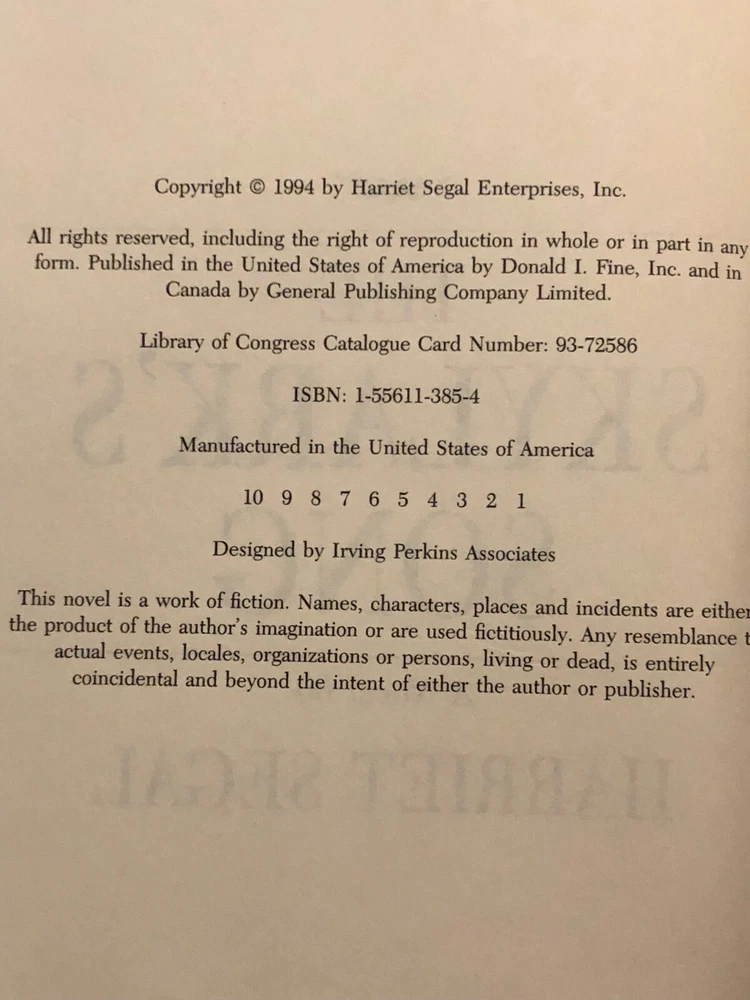 Copyright © 1994 by Harriet Segal Enterprises, Inc.
All rights reserved, including the right of reproduction in whole or in part in any
form. Published in the United States of America by Donald I. Fine, Inc. and in
Canada by General Publishing Company Limited.
Library of Congress Catalogue Card Number: 93-72586
ISBN: 1-55611-385-4
Manufactured in the United States of America
10 9 8 7 6 5 4 3 2 1
Designed by Irving Perkins Associates
This novel is a work of fiction. Names, characters, places and incidents are either
the product of the author's imagination or are used fictitiously. Any resemblance t
actual events, locales, organizations or persons, living or dead, is entirely
coincidental and beyond the intent of either the author or publisher.
THE
SKYLARK'S
SONG
HARRIET SEGAL